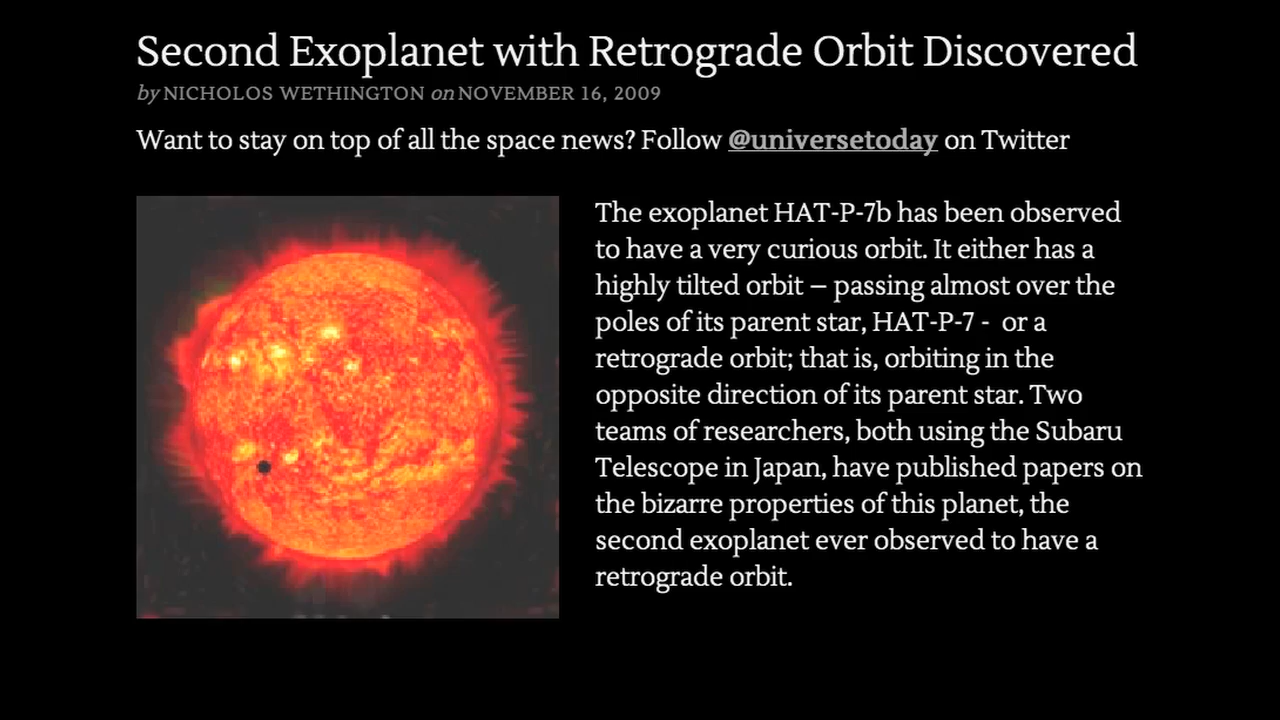 Second Exoplanet with Retrograde Orbit Discovered
by NICHOLOS WETHINGTON on NOVEMBER 16, 2009
Want to stay on top of all the space news? Follow @universetoday on Twitter
The exoplanet HAT-P-7b has been observed
to have a very curious orbit. It either has a
highly tilted orbit – passing almost over the
poles of its parent star, HAT-P-7 - or a
retrograde orbit; that is, orbiting in the
opposite direction of its parent star. Two
teams of researchers, both using the Subaru
Telescope in Japan, have published papers on
the bizarre properties of this planet, the
second exoplanet ever observed to have a
retrograde orbit.